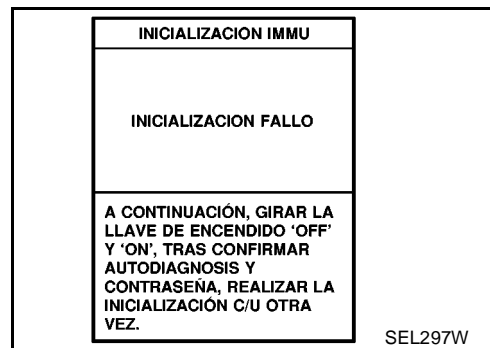 INICIALIZACION IMMU
INICIALIZACION FALLO
A CONTINUACIÓN, GIRAR LA
LLAVE DE ENCENDIDO ‘OFF’
Y ‘ON’, TRAS CONFIRMAR
AUTODIAGNOSIS Y
CONTRASEÑA, REALIZAR LA
INICIALIZACIÓN C/U OTRA
VEZ.
SEL297W